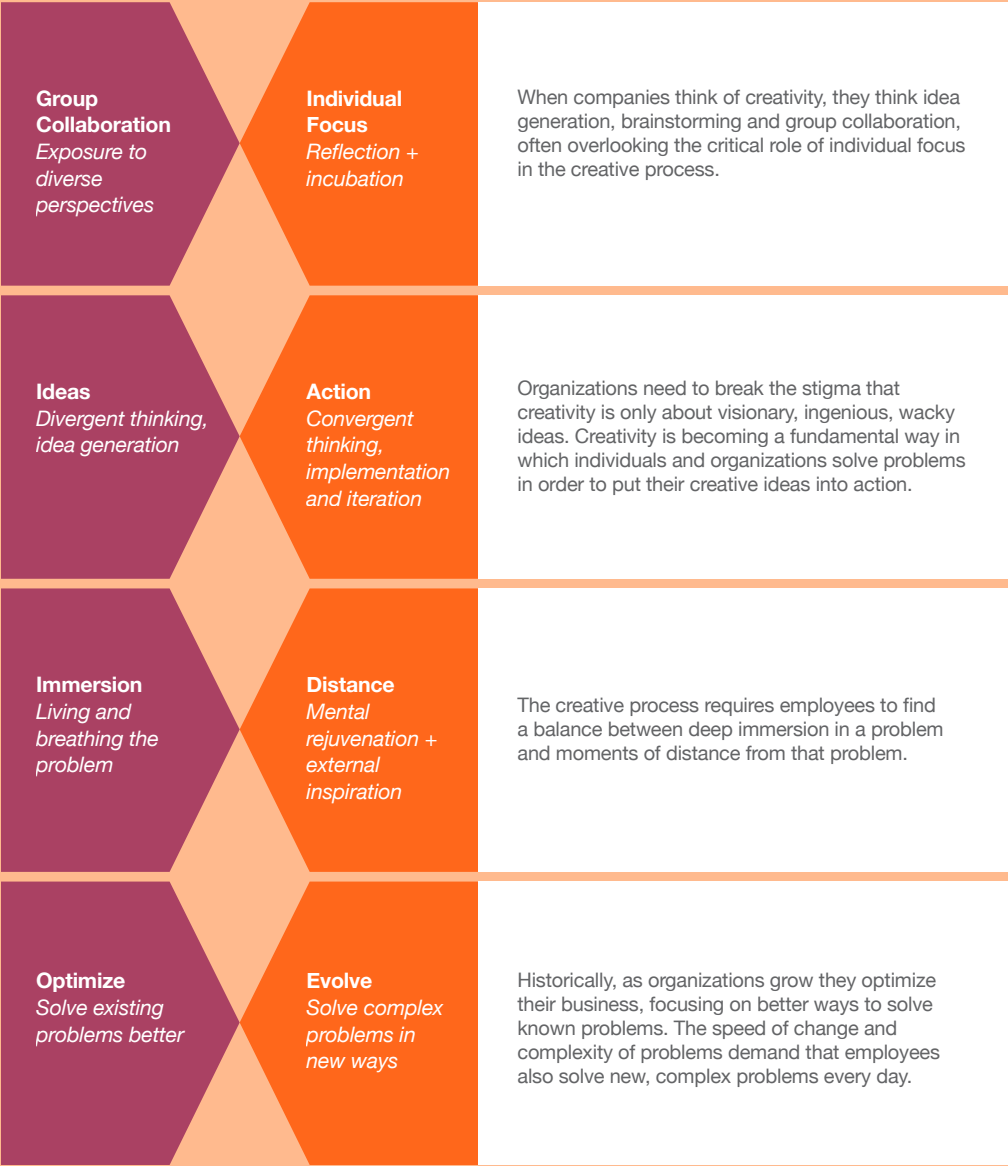 Group
Collaboration
Exposure to
diverse
perspectives
Individual
Focus
Reflection +
incubation
When companies think of creativity, they think idea
generation, brainstorming and group collaboration,
often overlooking the critical role of individual focus
in the creative process.
Ideas
Divergent thinking,
idea generation
Action
Convergent
thinking,
implementation
and iteration
Organizations need to break the stigma that
creativity is only about visionary, ingenious, wacky
ideas. Creativity is becoming a fundamental way in
which individuals and organizations solve problems
in order to put their creative ideas into action.
Immersion
Living and
breathing the
problem
Distance
Mental
rejuvenation +
external
inspiration
The creative process requires employees to find
a balance between deep immersion in a problem
and moments of distance from that problem.
Optimize
Solve existing
problems better
Evolve
Solve complex
problems in
new ways
Historically, as organizations grow they optimize
their business, focusing on better ways to solve
known problems. The speed of change and
complexity of problems demand that employees
also solve new, complex problems every day.